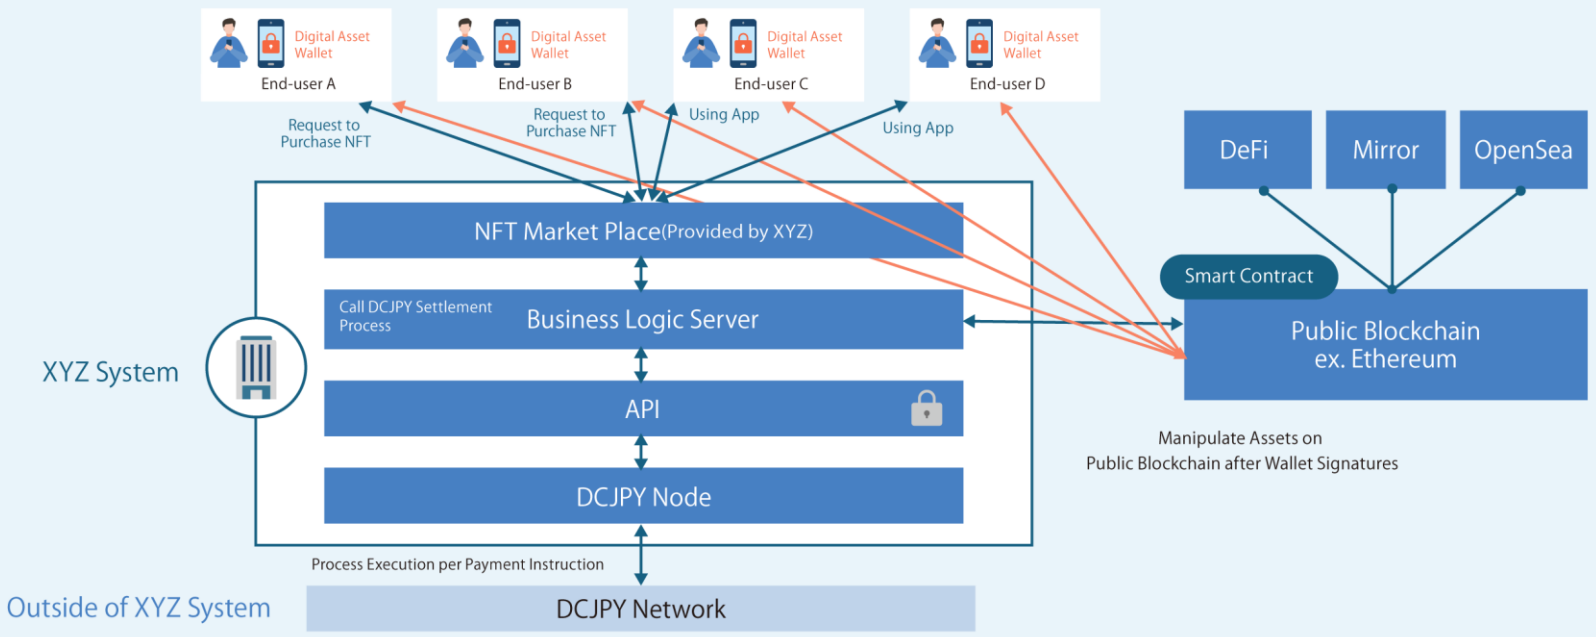 Digital Asset
Wallet
End-user A
Digital Asset
Wallet
End-user B
Digital Asset
Wallet
End-user C
Digital Asset
Wallet
End-user D
Request to
Purchase NFT
Request to
Purchase NFT
Using App
Using App
DeFi
Mirror
OpenSea
NFT Market Place(Provided by XYZ)
Smart Contract
Call DCJPY Settlement
Process
Business Logic Server
Public Blockchain
ex. Ethereum
XYZ System
API
Manipulate Assets on
Public Blockchain after Wallet Signatures
DCJPY Node
Process Execution per Payment Instruction
Outside of XYZ System
DCJPY Network